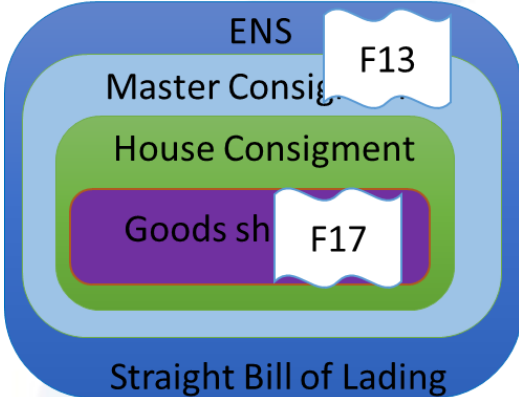 ENS
F13
Master Consig
House Consigment
Goods sh
F17
Straight Bill of Lading